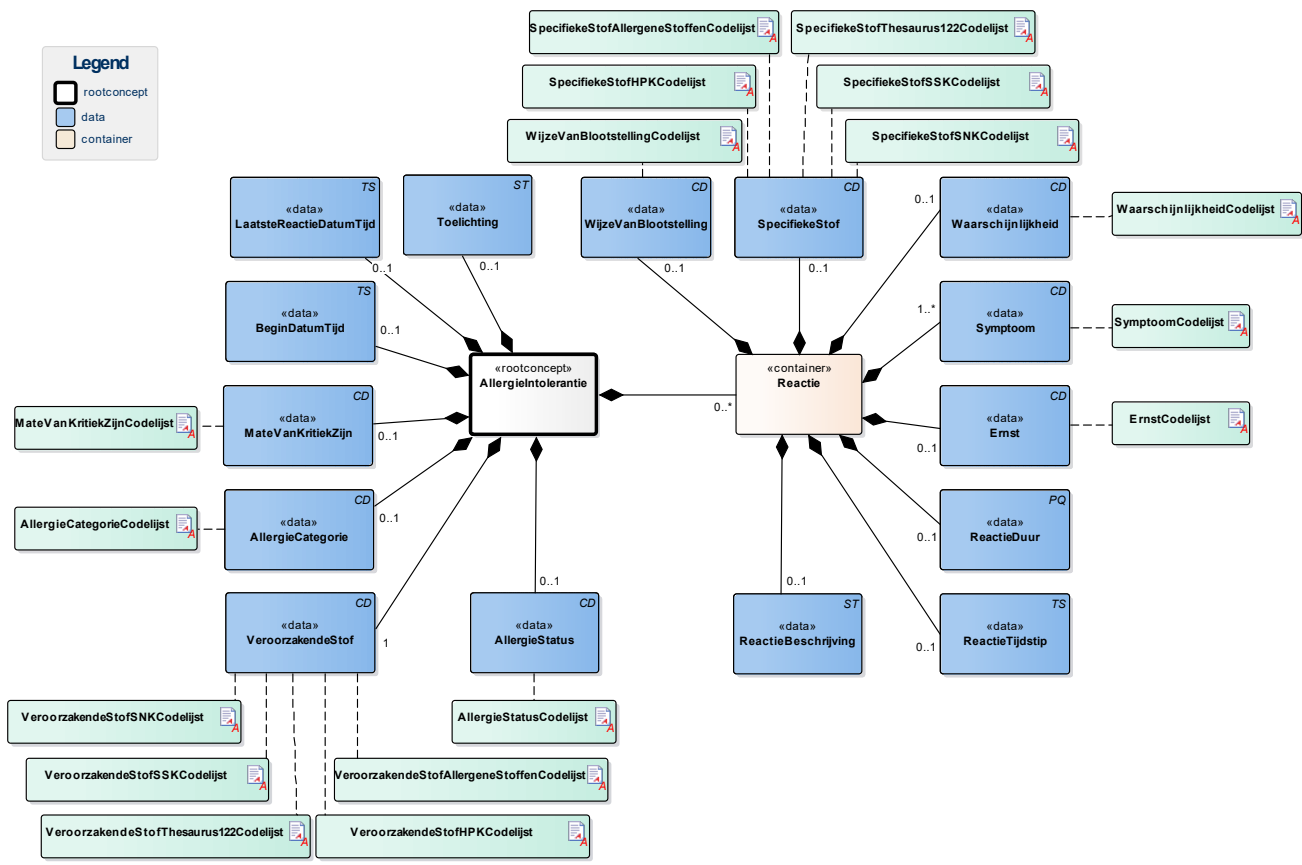 SpecifiekeStofAllergeneStoffenCodelijst
SpecifiekeStofThesaurus122Codelijst
Legend
rootconcept
data
container
SpecifiekeStofHPKCodelijst
SpecifiekeStofSSKCodelijst
WijzeVanBlootstellingCodelijst
SpecifiekeStofSNKCodelijst
TS
«data»
LaatsteReactieDatumTijd
0..1
ST
«data»
Toelichting
0..1
CD
«data»
WijzeVanBlootstelling
0..1
CD
«data»
SpecifiekeStof
0..1
CD
«data»
Waarschijnlijkheid
0..1
WaarschijnlijkheidCodelijst
TS
«data»
BeginDatumTijd
0..1
CD
«data»
Symptoom
1..*
SymptoomCodelijst
«rootconcept»
AllergieIntolerantie
«container»
Reactie
0..*
MateVanKritiekZijnCodelijst
CD
«data»
MateVanKritiekZijn
0..1
CD
«data»
Ernst
0..1
ErnstCodelijst
AllergieCategorieCodelijst
CD
«data»
AllergieCategorie
0..1
PQ
«data»
ReactieDuur
0..1
CD
«data»
VeroorzakendeStof
1
CD
«data»
AllergieStatus
0..1
ST
«data»
ReactieBeschrijving
0..1
TS
«data»
ReactieTijdstip
0..1
VeroorzakendeStofSNKCodelijst
AllergieStatusCodelijst
VeroorzakendeStofSSKCodelijst
VeroorzakendeStofAllergeneStoffenCodelijst
VeroorzakendeStofThesaurus122Codelijst
VeroorzakendeStofHPKCodelijst